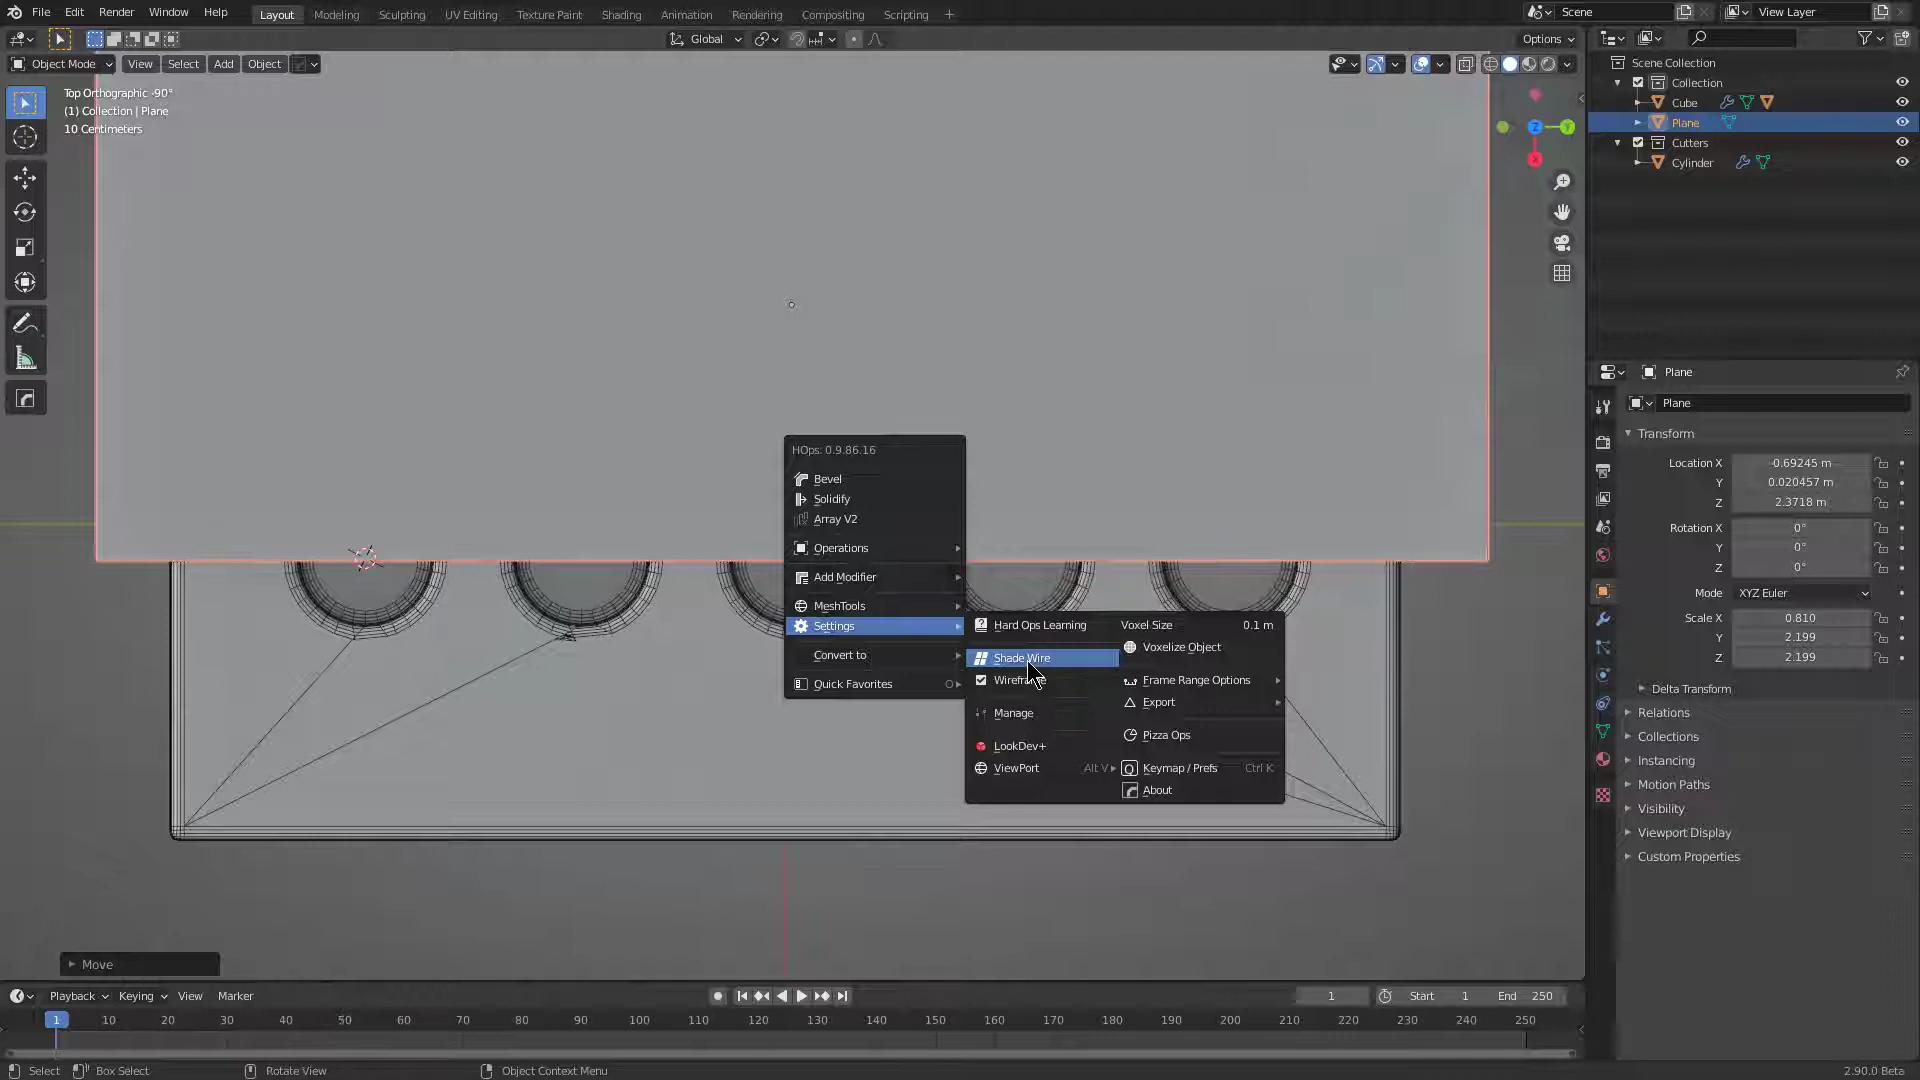 File Edit Render Window Help Layout Modeling Sculpting UV Editing Texture Paint Shading Animation Rendering Compositing Scripting + Scene View Layer
Global Options
Object Mode View Select Add Object
Top Orthographic -90°
(1) Collection | Plane
10 Centimeters
Z
Y
X
Scene Collection
Collection
Cube
Plane
Cutters
Cylinder
HOps: 0.9.86.16
Bevel
Solidify
Array V2
Operations
Add Modifier
MeshTools
Settings
Convert to
Quick Favorites O
Hard Ops Learning
Shade Wire
Manage
LookDev+
ViewPort Alt V
Voxel Size 0.1 m
Voxelize Object
Frame Range Options
Export
Pizza Ops
Keymap / Prefs Ctrl K
About
Plane
Plane
Transform
Location X -0.69245 m
Y 0.020457 m
Z 2.3718 m
Rotation X 0°
Y 0°
Z 0°
Mode XYZ Euler
Scale X 0.810
Y 2.199
Z 2.199
Delta Transform
Relations
Collections
Instancing
Motion Paths
Visibility
Viewport Display
Custom Properties
Move
Playback Keying View Marker 1 Start 1 End 250
1 10 20 30 40 50 60 70 80 90 100 110 120 130 140 150 160 170 180 190 200 210 220 230 240 250
Select Box Select Rotate View Object Context Menu 2.90.0 Beta